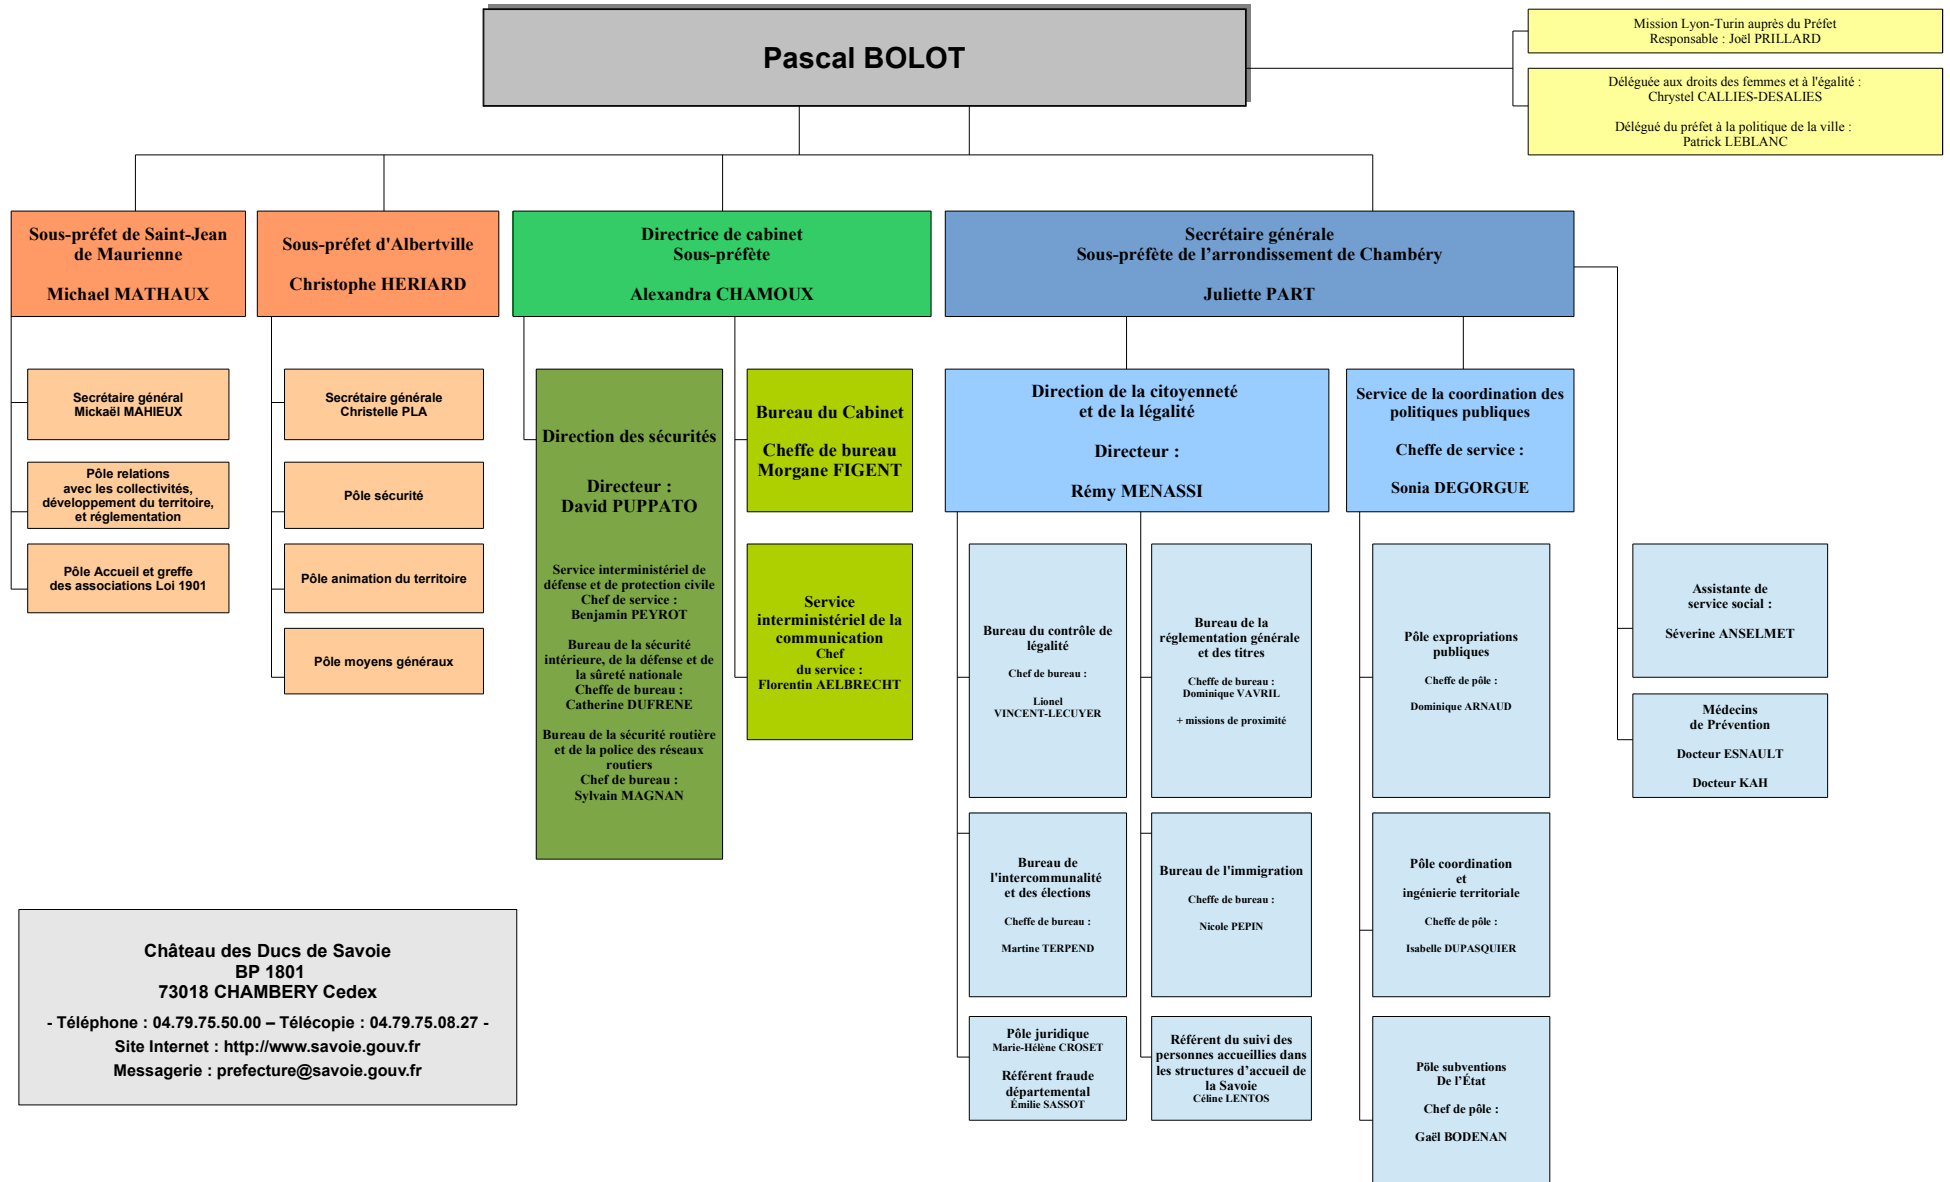 Pascal BOLOT
Mission Lyon-Turin auprès du Préfet
Responsable : Joël PRILLARD
Déléguée aux droits des femmes et à l'égalité :
Chrystel CALLIES-DESALIES
Délégué du préfet à la politique de la ville :
Patrick LEBLANC
Sous-préfet de Saint-Jean
de Maurienne
Michael MATHAUX
Sous-préfet d'Albertville
Christophe HERIARD
Directrice de cabinet
Sous-préfète
Alexandra CHAMOUX
Secrétaire générale
Sous-préfète de l’arrondissement de Chambéry
Juliette PART
Secrétaire général
Mickaël MAHIEUX
Pôle relations
avec les collectivités,
développement du territoire,
et réglementation
Pôle Accueil et greffe
des associations Loi 1901
Secrétaire générale
Christelle PLA
Pôle sécurité
Pôle animation du territoire
Pôle moyens généraux
Direction des sécurités
Directeur :
David PUPPATO
Service interministériel de
défense et de protection civile
Chef de service :
Benjamin PEYROT
Bureau de la sécurité
intérieure, de la défense et de
la sûreté nationale
Cheffe de bureau :
Catherine DUFRENE
Bureau de la sécurité routière
et de la police des réseaux
routiers
Chef de bureau :
Sylvain MAGNAN
Bureau du Cabinet
Cheffe de bureau
Morgane FIGENT
Service
interministériel de la
communication
Chef
du service :
Florentin AELBRECHT
Direction de la citoyenneté
et de la légalité
Directeur :
Rémy MENASSI
Service de la coordination des
politiques publiques
Cheffe de service :
Sonia DEGORGUE
Bureau du contrôle de
légalité
Chef de bureau :
Lionel
VINCENT-LECUYER
Bureau de la
réglementation générale
et des titres
Cheffe de bureau :
Dominique VAVRIL
+ missions de proximité
Pôle expropriations
publiques
Cheffe de pôle :
Dominique ARNAUD
Assistante de
service social :
Séverine ANSELMET
Médecins
de Prévention
Docteur ESNAULT
Docteur KAH
Bureau de
l'intercommunalité
et des élections
Cheffe de bureau :
Martine TERPEND
Bureau de l'immigration
Cheffe de bureau :
Nicole PEPIN
Pôle coordination
et
ingénierie territoriale
Cheffe de pôle :
Isabelle DUPASQUIER
Pôle juridique
Marie-Hélène CROSET
Référent fraude
départemental
Émilie SASSOT
Référent du suivi des
personnes accueillies dans
les structures d’accueil de
la Savoie
Céline LENTOS
Pôle subventions
De l’État
Chef de pôle :
Gaël BODENAN
Château des Ducs de Savoie
BP 1801
73018 CHAMBERY Cedex
- Téléphone : 04.79.75.50.00 – Télécopie : 04.79.75.08.27 -
Site Internet : http://www.savoie.gouv.fr
Messagerie : prefecture@savoie.gouv.fr